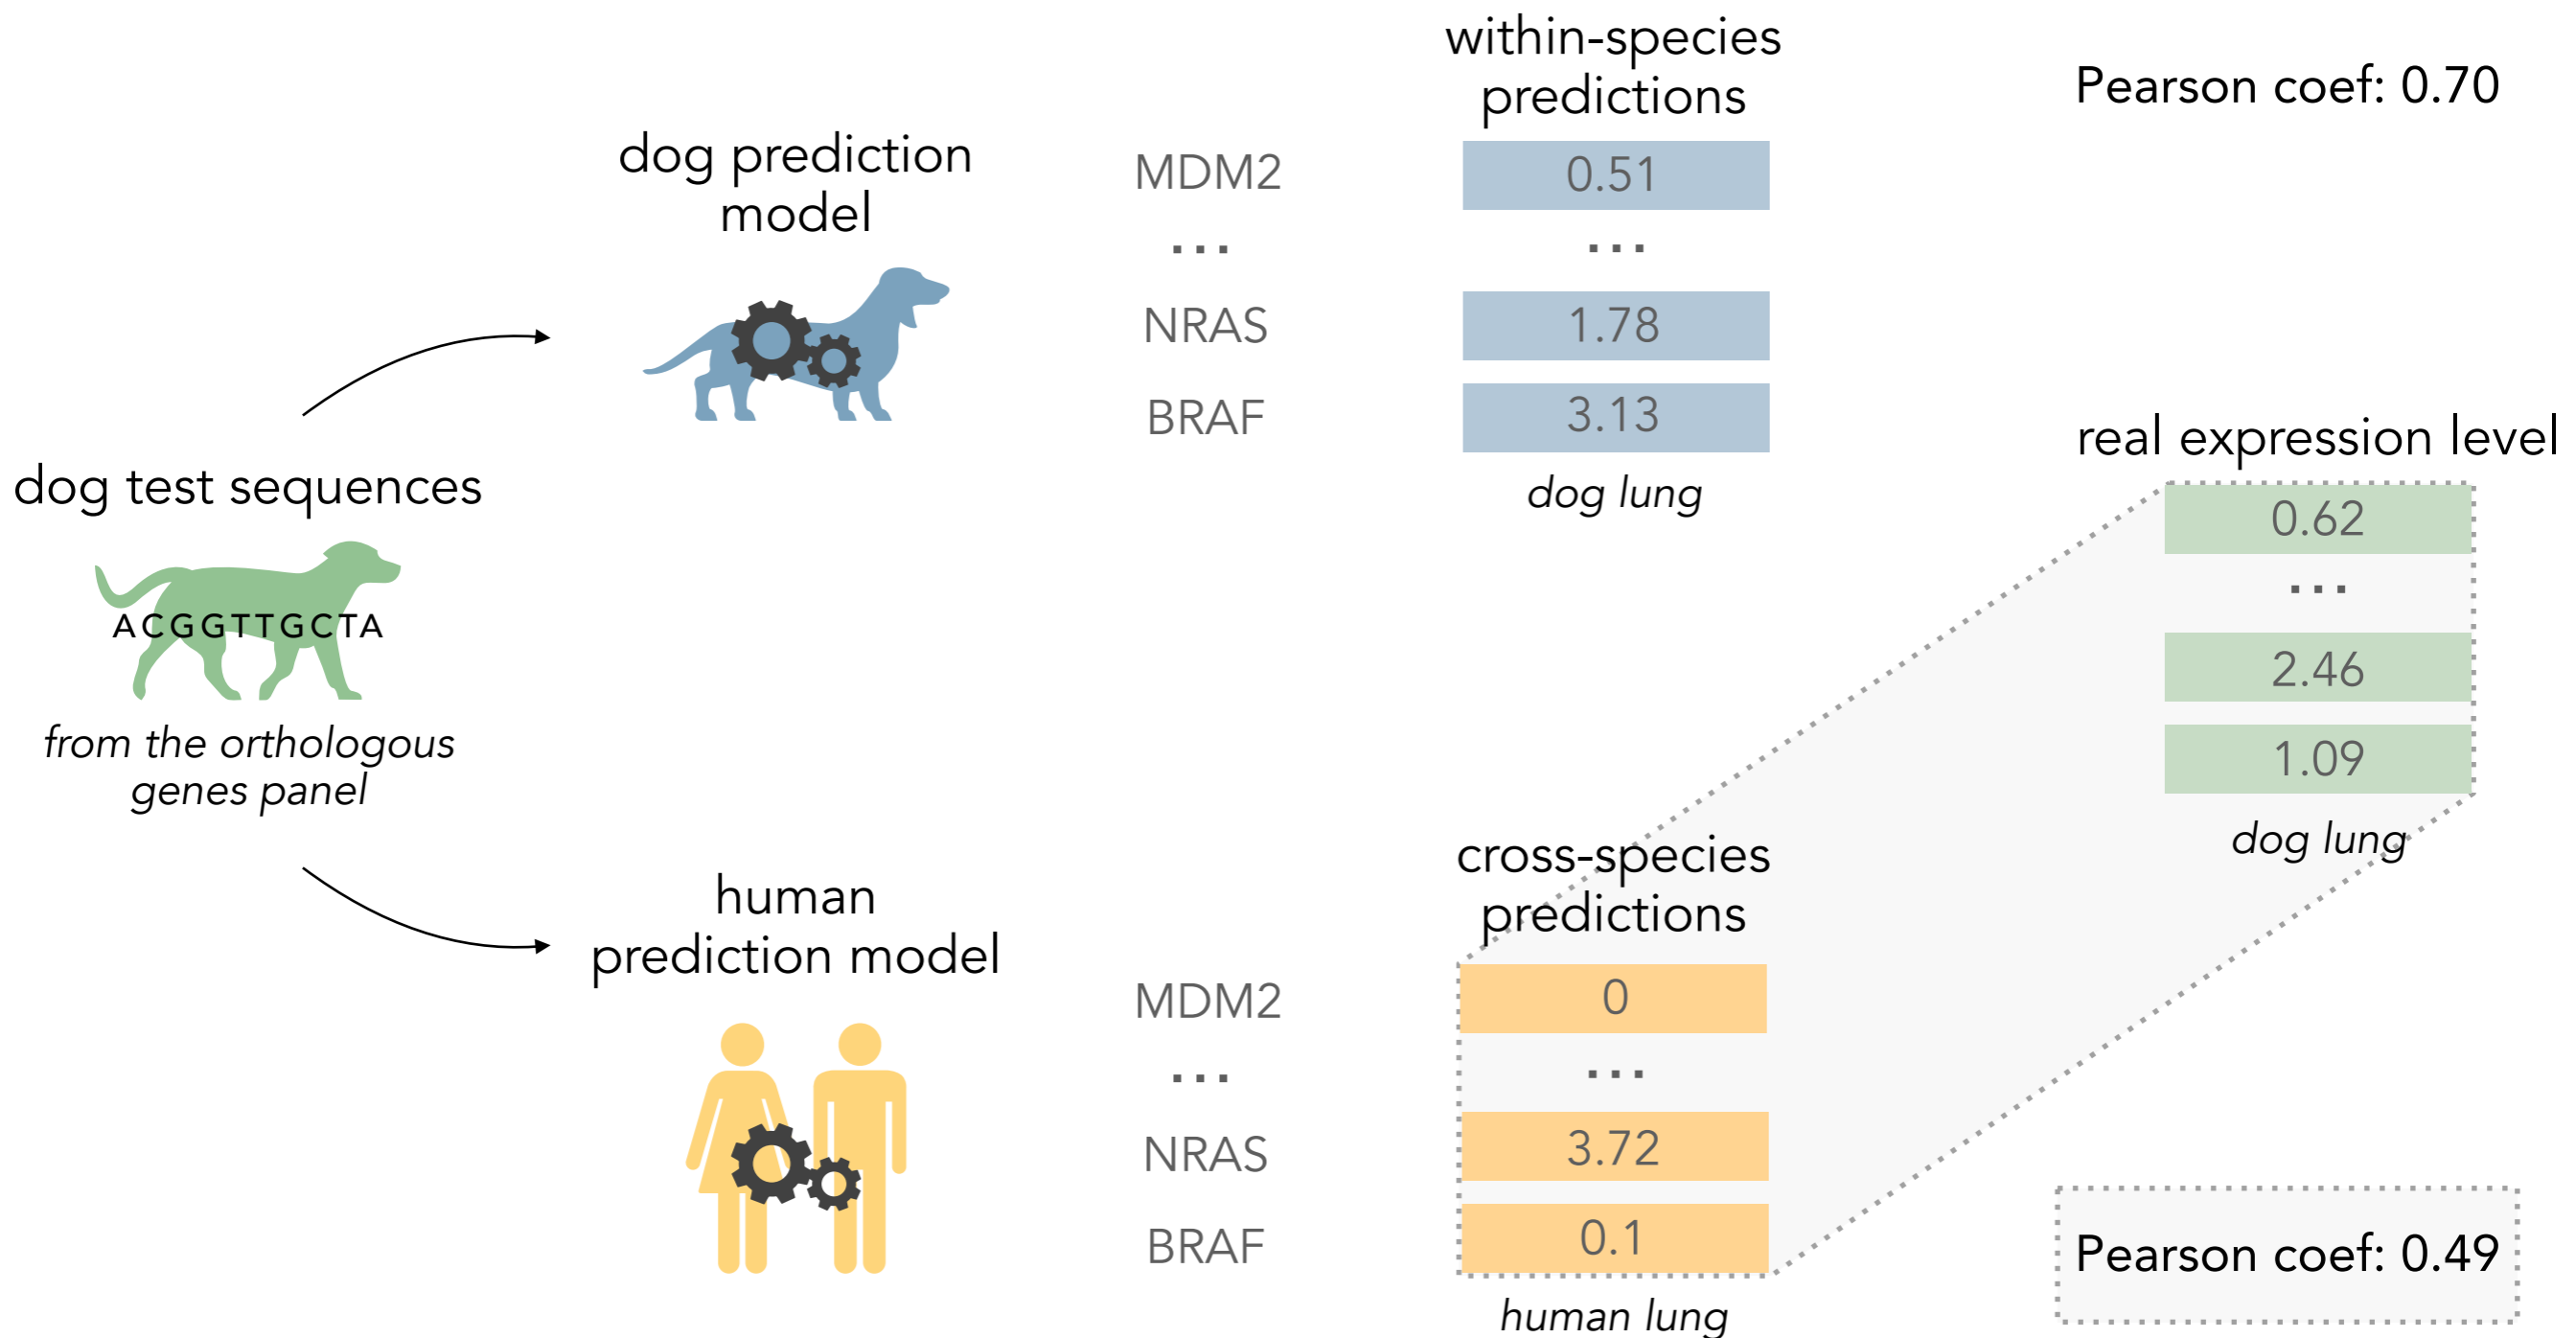 dog test sequences
ACGGTTGCTA
from the orthologous
genes panel
dog prediction
model
human
prediction model
within-species
predictions
MDM2
0.51
...
...
NRAS
1.78
BRAF
3.13
dog lung
cross-species
predictions
MDM2
0
...
...
NRAS
3.72
BRAF
0.1
human lung
Pearson coef: 0.70
real expression level
0.62
...
2.46
1.09
dog lung
Pearson coef: 0.49